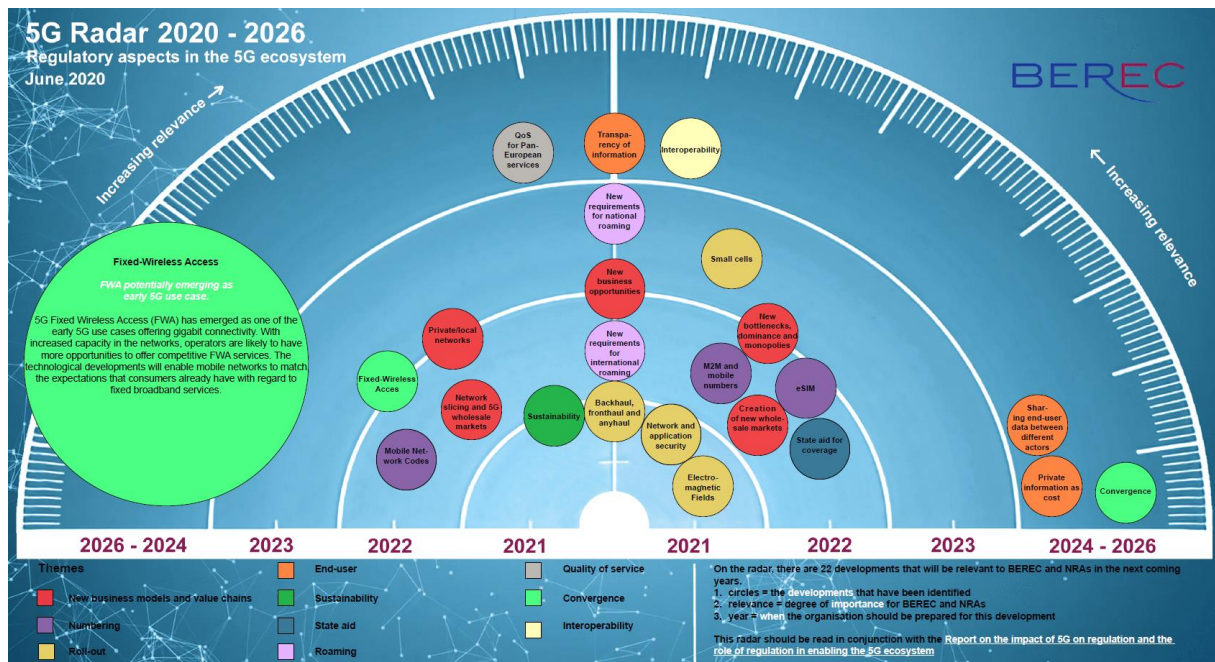 5G Radar 2020 - 2026
Regulatory aspects in the 5G ecosystem
June 2020
BEREC
Increasing relevance
Increasing relevance
QoS
for Pan-
European
services
Transpa-
rency of
information
Interoperability
New
requirements
for national
roaming
Small cells
New
business
opportunities
Fixed-Wireless Access
FWA potentially emerging as
early 5G use case.
5G Fixed Wireless Access (FWA) has emerged as one of the
early 5G use cases offering gigabit connectivity. With
increased capacity in the networks, operators are likely to have
more opportunities to offer competitive FWA services. The
technological developments will enable mobile networks to match
the expectations that consumers already have with regard to
fixed broadband services.
Private/local
networks
New
requirements
for
international
roaming
New
bottlenecks,
dominance and
monopolies
Fixed-Wireless
Acces
M2M and
mobile
numbers
eSIM
Network
slicing and 5G
wholesale
markets
Sustainability
Backhaul,
fronthaul and
anyhaul
Network and
application
security
Creation
of new whole-
sale markets
State aid for
coverage
Shar-
ing end-user
data between
different
actors
Mobile Net-
work Codes
Electro-
magnetic
Fields
Private
information as
cost
Convergence
2026 - 2024
2023
2022
2021
2021
2022
2023
2024 - 2026
Themes
New business models and value chains
Numbering
Roll-out
End-user
Sustainability
State aid
Roaming
Quality of service
Convergence
Interoperability
On the radar, there are 22 developments that will be relevant to BEREC and NRAs in the next coming
years.
1. circles = the developments that have been identified
2. relevance = degree of importance for BEREC and NRAs
3. year = when the organisation should be prepared for this development
This radar should be read in conjunction with the Report on the impact of 5G on regulation and the
role of regulation in enabling the 5G ecosystem